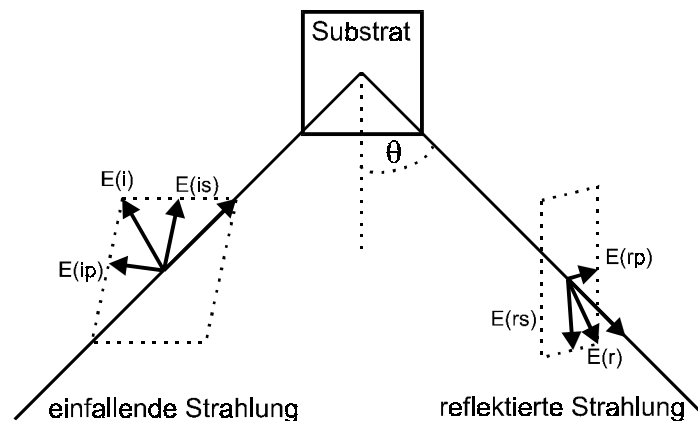 Substrat
θ
E(i)
E(is)
E(ip)
E(rp)
E(rs)
E(r)
einfallende Strahlung
reflektierte Strahlung